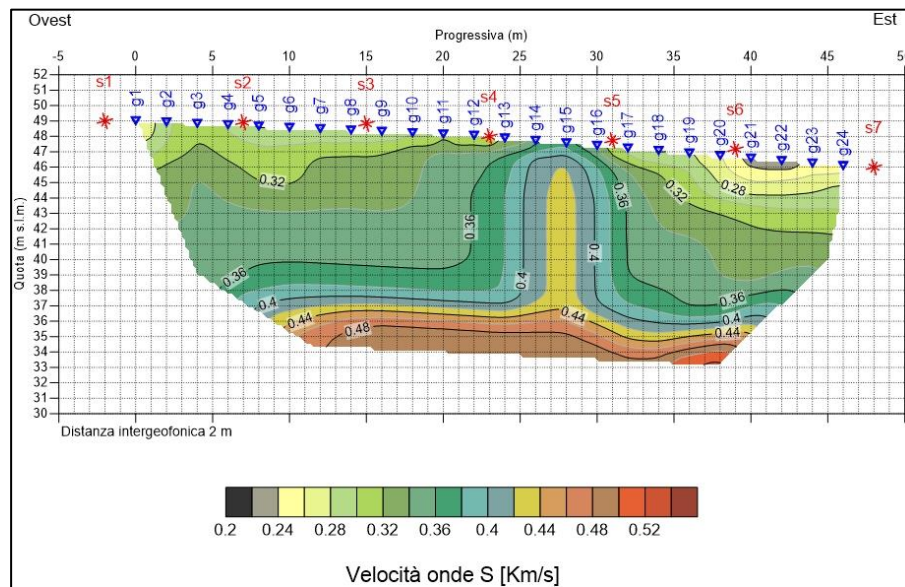 Ovest Est
Progressiva (m)
-5 0 5 10 15 20 25 30 35 40 45 50
s1 s2 s3 s4 s5 s6 s7
g1 g2 g3 g4 g5 g6 g7 g8 g9 g10 g11 g12 g13 g14 g15 g16 g17 g18 g19 g20 g21 g22 g23 g24
Quota (m s.l.m.)
52
51
50
49
48
47
46
45
44
43
42
41
40
39
38
37
36
35
34
33
32
31
30
0.32 0.36 0.32 0.28
0.36 0.4 0.4
0.36 0.36
0.4 0.4
0.44 0.44 0.44
0.48
Distanza intergeofonica 2 m
0.2 0.24 0.28 0.32 0.36 0.4 0.44 0.48 0.52
Velocità onde S [Km/s]